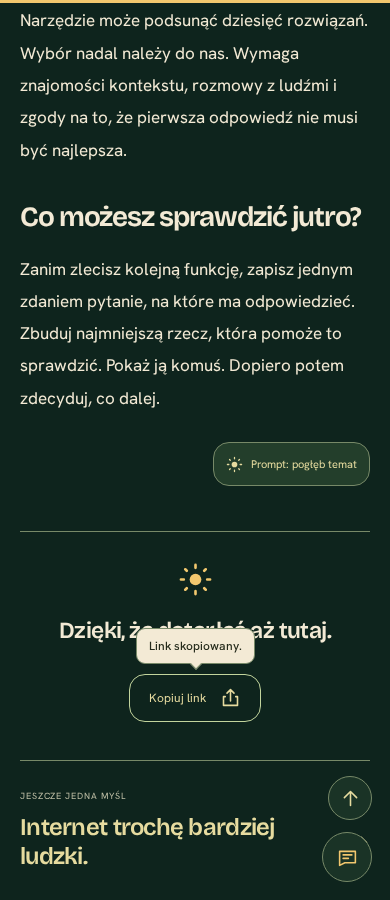 Narzędzie może podsunąć dziesięć rozwiązań.
Wybór nadal należy do nas. Wymaga
znajomości kontekstu, rozmowy z ludźmi i
zgody na to, że pierwsza odpowiedź nie musi
być najlepsza.
Co możesz sprawdzić jutro?
Zanim zlecisz kolejną funkcję, zapisz jednym
zdaniem pytanie, na które ma odpowiedzieć.
Zbuduj najmniejszą rzecz, która pomoże to
sprawdzić. Pokaż ją komuś. Dopiero potem
zdecyduj, co dalej.
Prompt: pogłęb temat
Dzięki, aż tutaj.
Link skopiowany.
Kopiuj link
JESZCZE JEDNA MYŚL
Internet trochę bardziej
ludzki.